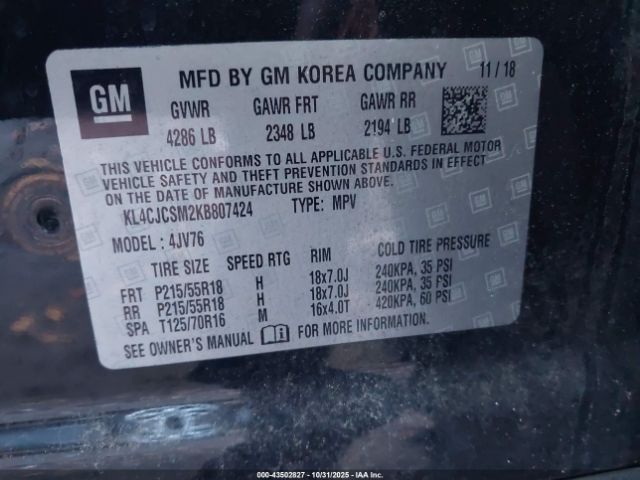 GM
MFD BY GM KOREA COMPANY 11 / 18
GVWR GAWR FRT GAWR RR
4286 LB 2348 LB 2194 LB
THIS VEHICLE CONFORMS TO ALL APPLICABLE U.S. FEDERAL MOTOR
VEHICLE SAFETY AND THEFT PREVENTION STANDARDS IN EFFECT
ON THE DATE OF MANUFACTURE SHOWN ABOVE.
KL4CJCSM2KB807424 TYPE: MPV
MODEL : 4JV76
TIRE SIZE SPEED RTG RIM COLD TIRE PRESSURE
FRT P215/55R18 H 18x7.0J 240KPA, 35 PSI
RR P215/55R18 H 18x7.0J 240KPA, 35 PSI
SPA T125/70R16 M 16x4.0T 420KPA, 60 PSI
SEE OWNER'S MANUAL FOR MORE INFORMATION.
000-43502827 • 10/31/2025 • IAA Inc.